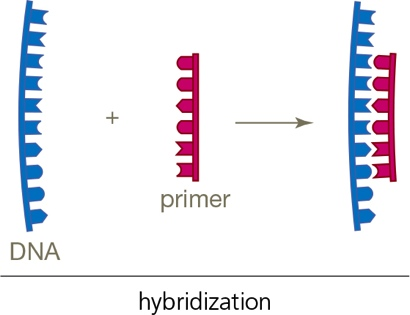 +
primer
DNA
hybridization